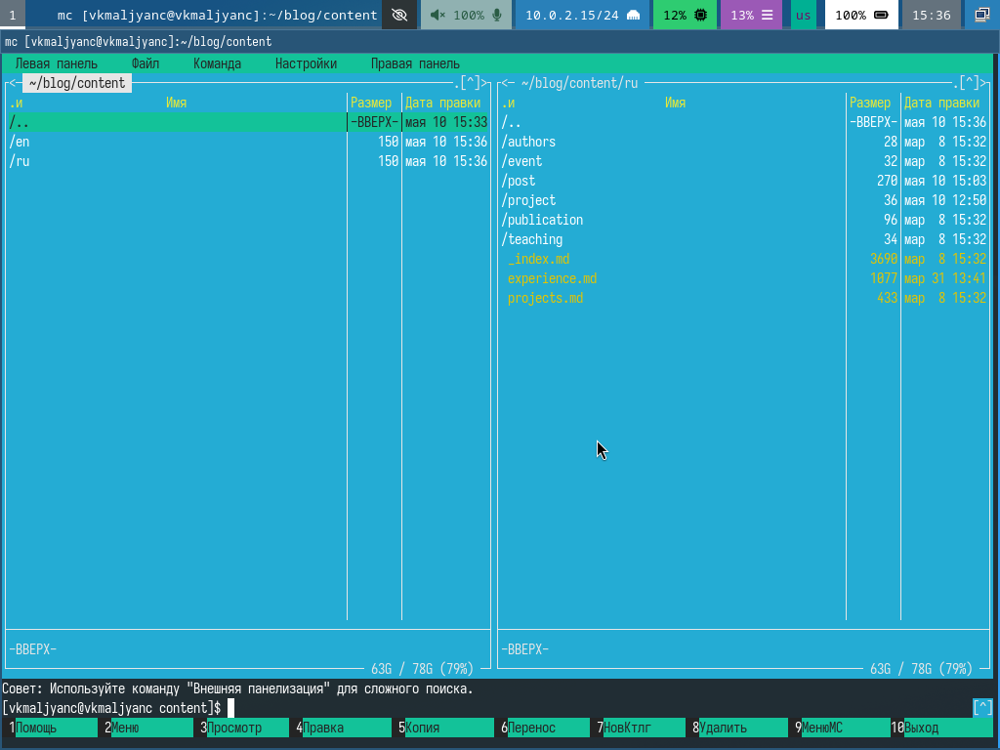 1 mc [vkmaljyanc@vkmaljyanc]:~/blog/content 100% 10.0.2.15/24 12% 13% us 100% 15:36
mc [vkmaljyanc@vkmaljyanc]:~/blog/content
Левая панель Файл Команда Настройки Правая панель
<— ~/blog/content .[^]> <— ~/blog/content/ru .[^]>
.и Имя Размер Дата правки .и Имя Размер Дата правки
/.. -ВВЕРХ- мая 10 15:33 /.. -ВВЕРХ- мая 10 15:36
/en 150 мая 10 15:36 /authors 28 мар 8 15:32
/ru 150 мая 10 15:36 /event 32 мар 8 15:32
/post 270 мая 10 15:03
/project 36 мая 10 12:50
/publication 96 мар 8 15:32
/teaching 34 мар 8 15:32
_index.md 3690 мар 8 15:32
experience.md 1077 мар 31 13:41
projects.md 433 мар 8 15:32
-ВВЕРХ- -ВВЕРХ-
63G / 78G (79%) 63G / 78G (79%)
Совет: Используйте команду "Внешняя панелизация" для сложного поиска.
[vkmaljyanc@vkmaljyanc content]$ [^]
1Помощь 2Меню 3Просмотр 4Правка 5Копия 6Перенос 7НовКтлг 8Удалить 9МенюМС 10Выход